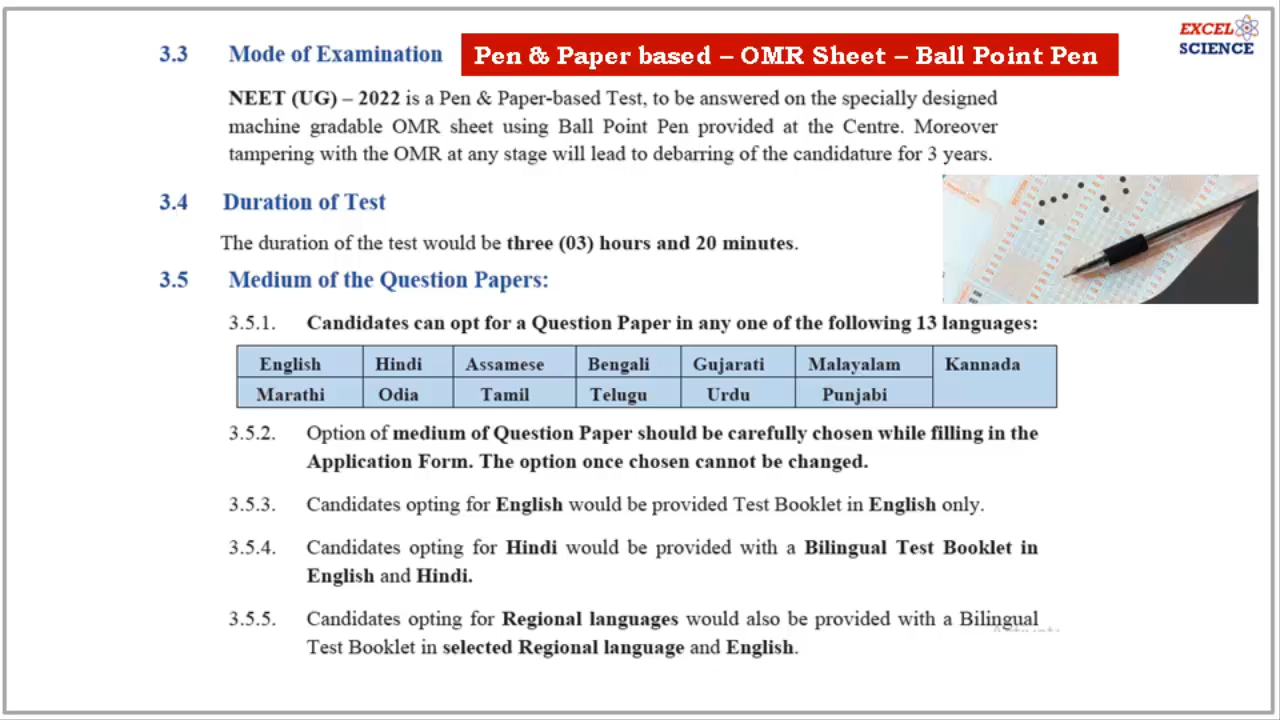 EXCEL
SCIENCE
3.3 Mode of Examination
Pen & Paper based – OMR Sheet – Ball Point Pen
NEET (UG) – 2022 is a Pen & Paper-based Test, to be answered on the specially designed
machine gradable OMR sheet using Ball Point Pen provided at the Centre. Moreover
tampering with the OMR at any stage will lead to debarring of the candidature for 3 years.
3.4 Duration of Test
The duration of the test would be three (03) hours and 20 minutes.
3.5 Medium of the Question Papers:
3.5.1. Candidates can opt for a Question Paper in any one of the following 13 languages:
English Hindi Assamese Bengali Gujarati Malayalam Kannada
Marathi Odia Tamil Telugu Urdu Punjabi
3.5.2. Option of medium of Question Paper should be carefully chosen while filling in the
Application Form. The option once chosen cannot be changed.
3.5.3. Candidates opting for English would be provided Test Booklet in English only.
3.5.4. Candidates opting for Hindi would be provided with a Bilingual Test Booklet in
English and Hindi.
3.5.5. Candidates opting for Regional languages would also be provided with a Bilingual
Test Booklet in selected Regional language and English.